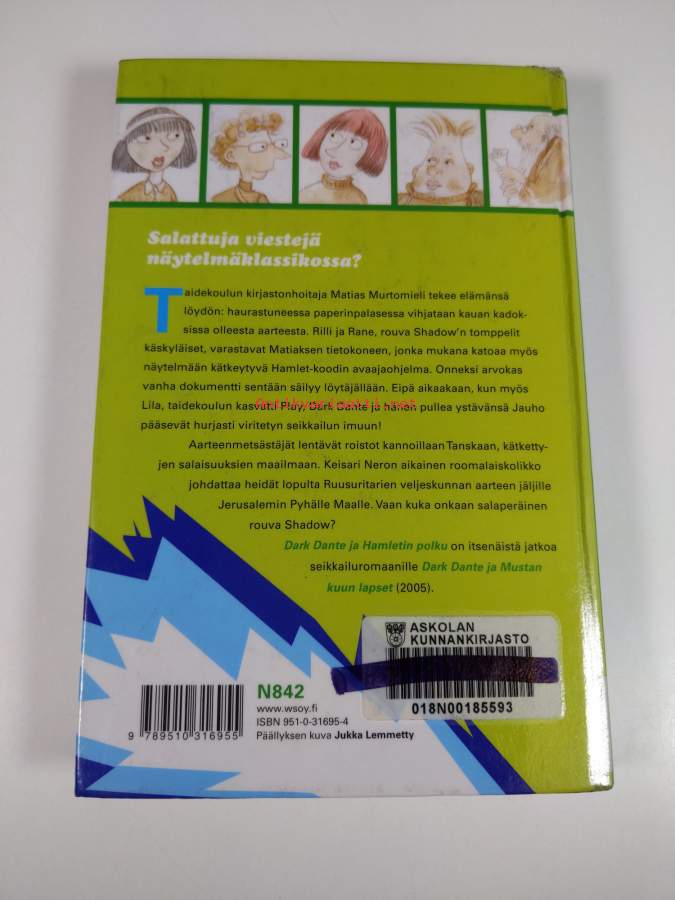 Salattuja viestejä
näytelmäklassikossa?
Taidekoulun kirjastonhoitaja Matias Murtomieli tekee elämänsä
löydön: haurastuneessa paperinpalasessa vihjataan kauan kadok-
sissa olleesta aarteesta. Rilli ja Rane, rouva Shadow'n tomppelit
käskyläiset, varastavat Matiaksen tietokoneen, jonka mukana katoaa myös
näytelmään kätkeytyvä Hamlet-koodin avaajaohjelma. Onneksi arvokas
vanha dokumentti sentään säilyy löytäjällään. Eipä aikaakaan, kun myös
Lila, taidekoulun kasvatti Play, Dark Dante ja hänen pullea ystävänsä Jauho
Antikvariaatti.net
pääsevät hurjasti viritetyn seikkailun imuun!
Aarteenmetsästäjät lentävät roistot kannoillaan Tanskaan, kätketty-
jen salaisuuksien maailmaan. Keisari Neron aikainen roomalaiskolikko
johdattaa heidät lopulta Ruusuritarien veljeskunnan aarteen jäljille
Jerusalemin Pyhälle Maalle. Vaan kuka onkaan salaperäinen
rouva Shadow?
Dark Dante ja Hamletin polku on itsenäistä jatkoa
seikkailuromaanille Dark Dante ja Mustan
kuun lapset (2005).
ASKOLAN
KUNNANKIRJASTO
018N00185593
N842
www.wsoy.fi
ISBN 951-0-31695-4
Päällyksen kuva Jukka Lemmetty
9 789510 316955